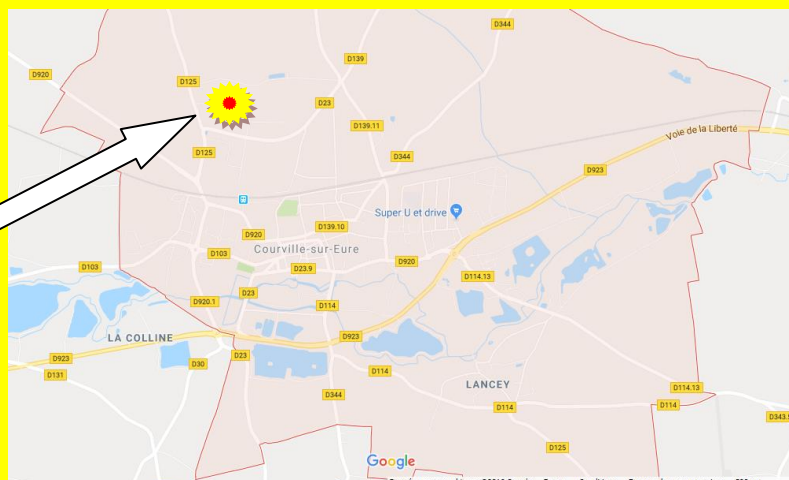 D344
D139
D920
D125
D23
D139.11
Voie de la Liberté
D125
D344
D923
Super U et drive
D139.10
D920
Courville-sur-Eure
D103
D103
D23.9
D920
D114.13
D23
D920.1
D114
LA COLLINE
D923
D923
D23
D30
D131
D114
LANCEY
D114.13
D344
D114
D114
D343.5
D125
Google